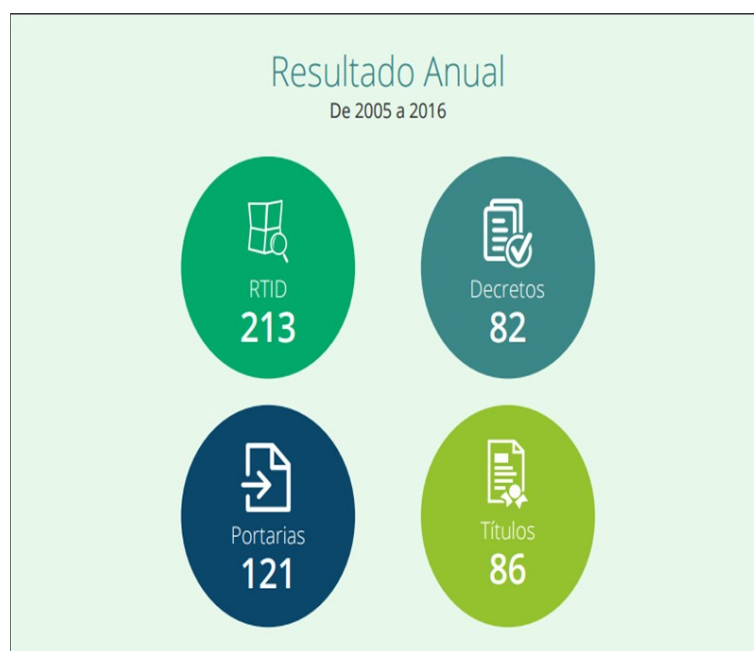 Resultado Anual
De 2005 a 2016
RTID
213
Decretos
82
Portarias
121
Títulos
86